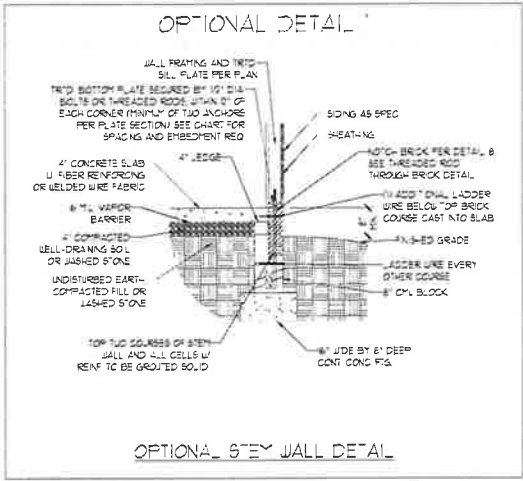 OPTIONAL DETAIL
WALL FRAMING AND TRTD
SILL PLATE PER PLAN
TRTD BOTTOM PLATE SECURED BY 1/2" DIA
BOLTS OR THREADED RODS, WITHIN 12" OF
EACH CORNER (MINIMUM OF TWO ANCHORS
PER PLATE SECTION) SEE CHART FOR
SPACING AND EMBEDMENT REQ
4" CONCRETE SLAB
W/ FIBER REINFORCING
OR WELDED WIRE FABRIC
4" LEDGE
6 MIL VAPOR
BARRIER
4" COMPACTED
WELL-DRAINING SOIL
OR WASHED STONE
UNDISTURBED EARTH
COMPACTED FILL OR
WASHED STONE
TOP TWO COURSES OF STEM
WALL AND ALL CELLS W/
REINF TO BE GROUTED SOLID
SIDING AS SPEC
SHEATHING
NOTCH BRICK PER DETAIL &
SEE THREADED ROD
THROUGH BRICK DETAIL
(1) ADDITIONAL LADDER
WIRE BELOW TOP BRICK
COURSE CAST INTO SLAB
FINISHED GRADE
LADDER WIRE EVERY
OTHER COURSE
8" CMU BLOCK
16" WIDE BY 8" DEEP
CONT CONC FTG.
OPTIONAL STEM WALL DETAIL